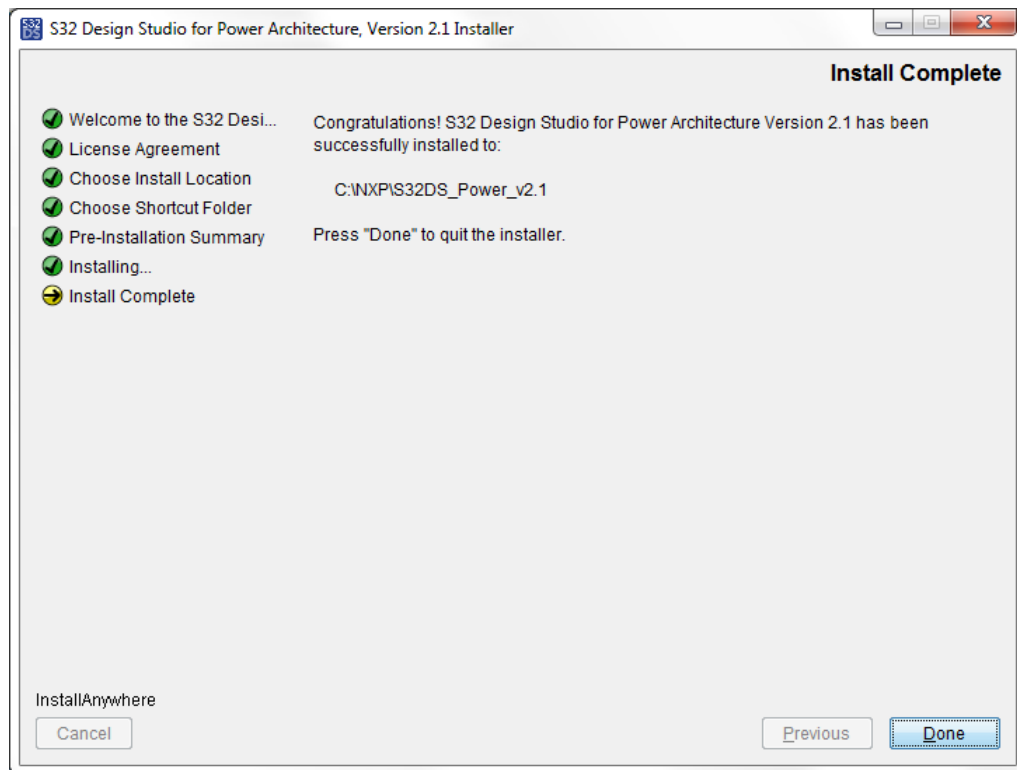 S32 DS
S32 Design Studio for Power Architecture, Version 2.1 Installer
Install Complete
Welcome to the S32 Desi...
License Agreement
Choose Install Location
Choose Shortcut Folder
Pre-Installation Summary
Installing...
Install Complete
Congratulations! S32 Design Studio for Power Architecture Version 2.1 has been
successfully installed to:
C:\NXP\S32DS_Power_v2.1
Press "Done" to quit the installer.
InstallAnywhere
Cancel
Previous
Done